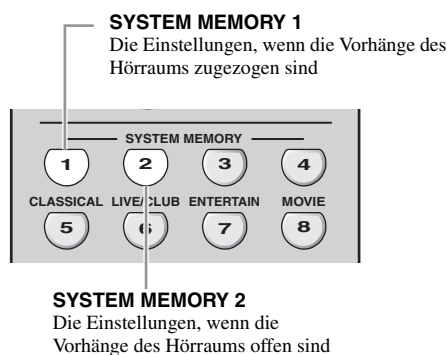 SYSTEM MEMORY 1
Die Einstellungen, wenn die Vorhänge des
Hörraums zugezogen sind
SYSTEM MEMORY
1 2 3 4
CLASSICAL LIVE/CLUB ENTERTAIN MOVIE
5 6 7 8
SYSTEM MEMORY 2
Die Einstellungen, wenn die
Vorhänge des Hörraums offen sind